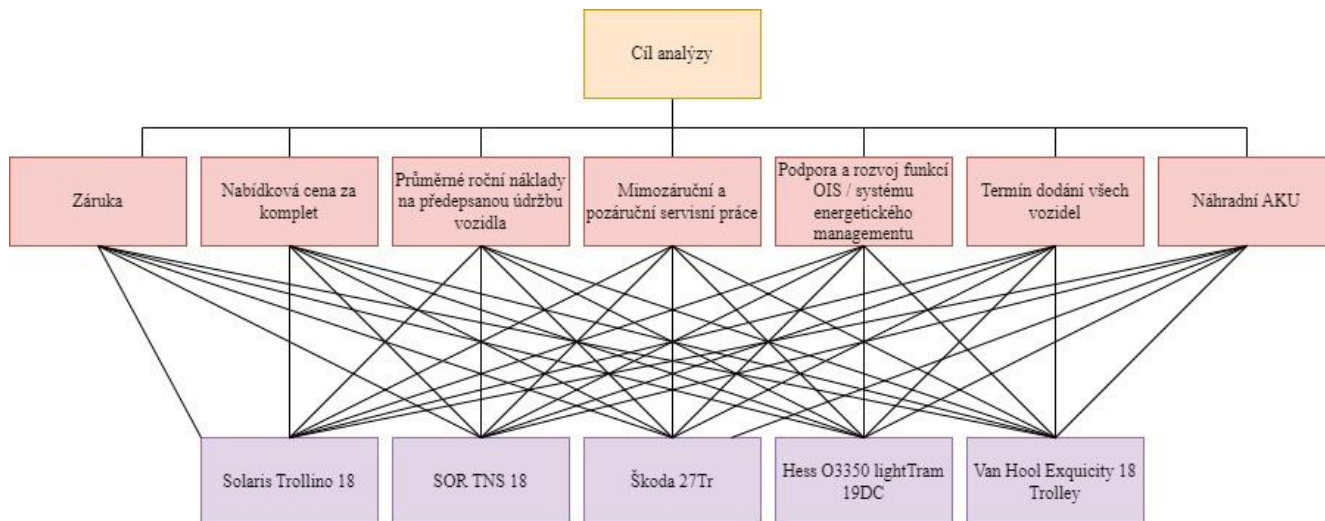 Cíl analýzy
Záruka
Nabídková cena za
komplet
Průměrné roční náklady
na předepsanou údržbu
vozidla
Mimozáruční a
pozáruční servisní práce
Podpora a rozvoj funkcí
OIS / systému
energetického
managementu
Termín dodání všech
vozidel
Náhradní AKU
Solaris Trollino 18
SOR TNS 18
Škoda 27Tr
Hess O3350 lightTram
19DC
Van Hool Exquicity 18
Trolley